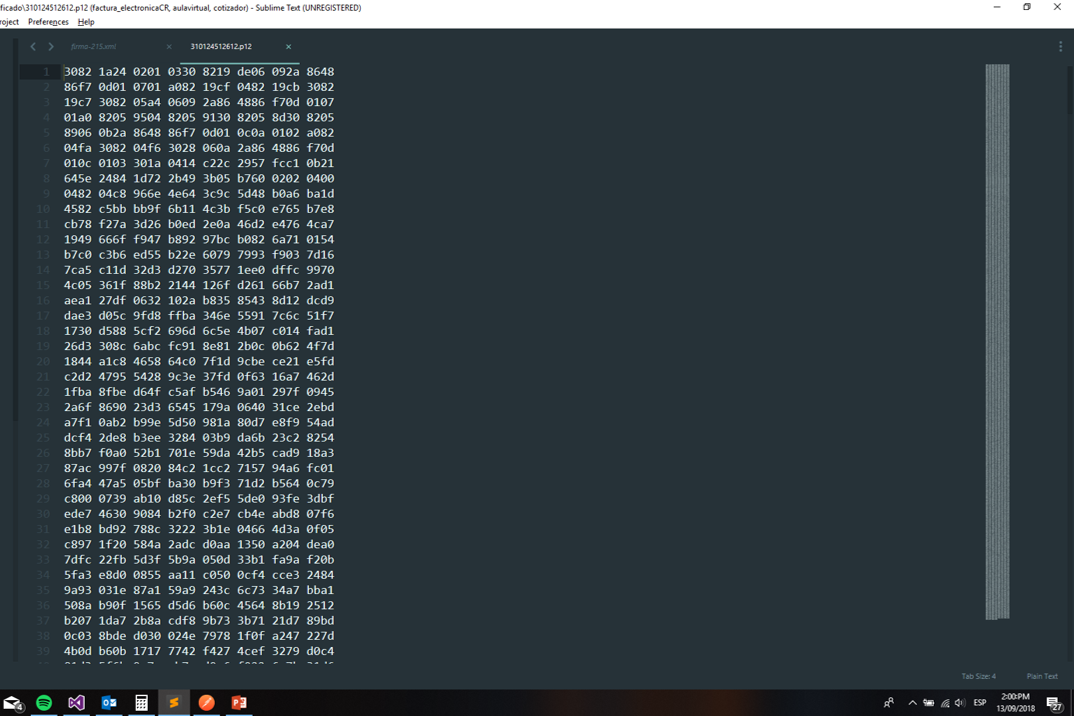 ficado\310124512612.p12 (factura_electronicaCR, aulavirtual, cotizador) - Sublime Text (UNREGISTERED)
roject Preferences Help
firma-215.xml × 310124512612.p12 ×
1 3082 1a24 0201 0330 8219 de06 092a 8648
2 86f7 0d01 0701 a082 19cf 0482 19cb 3082
3 19c7 3082 05a4 0609 2a86 4886 f70d 0107
4 01a0 8205 9504 8205 9130 8205 8d30 8205
5 8906 0b2a 8648 86f7 0d01 0c0a 0102 a082
6 04fa 3082 04f6 3028 060a 2a86 4886 f70d
7 010c 0103 301a 0414 c22c 2957 fcc1 0b21
8 645e 2484 1d72 2b49 3b05 b760 0202 0400
9 0482 04c8 966e 4e64 3c9c 5d48 b0a6 ba1d
10 4582 c5bb bb9f 6b11 4c3b f5c0 e765 b7e8
11 cb78 f27a 3d26 b0ed 2e0a 46d2 e476 4ca7
12 1949 666f f947 b892 97bc b082 6a71 0154
13 b7c0 c3b6 ed55 b22e 6079 7993 f903 7d16
14 7ca5 c11d 32d3 d270 3577 1ee0 dffc 9970
15 4c05 361f 88b2 2144 126f d261 66b7 2ad1
16 aea1 27df 0632 102a b835 8543 8d12 dcd9
17 dae3 d05c 9fd8 ffba 346e 5591 7c6c 51f7
18 1730 d588 5cf2 696d 6c5e 4b07 c014 fad1
19 26d3 308c 6abc fc91 8e81 2b0c 0b62 4f7d
20 1844 a1c8 4658 64c0 7f1d 9cbe ce21 e5fd
21 c2d2 4795 5428 9c3e 37fd 0f63 16a7 462d
22 1fba 8fbe d64f c5af b546 9a01 297f 0945
23 2a6f 8690 23d3 6545 179a 0640 31ce 2ebd
24 a7f1 0ab2 b99e 5d50 981a 80d7 e8f9 54ad
25 dcf4 2de8 b3ee 3284 03b9 da6b 23c2 8254
26 8bb7 f0a0 52b1 701e 59da 42b5 cad9 18a3
27 87ac 997f 0820 84c2 1cc2 7157 94a6 fc01
28 6fa4 47a5 05bf ba30 b9f3 71d2 b564 0c79
29 c800 0739 ab10 d85c 2ef5 5de0 93fe 3dbf
30 ede7 4630 9084 b2f0 c2e7 cb4e abd8 07f6
31 e1b8 bd92 788c 3222 3b1e 0466 4d3a 0f05
32 c897 1f20 584a 2adc d0aa 1350 a204 dea0
33 7dfc 22fb 5d3f 5b9a 050d 33b1 fa9a f20b
34 5fa3 e8d0 0855 aa11 c050 0cf4 cce3 2484
35 9a93 031e 87a1 59a9 243c 6c73 34a7 bba1
36 508a b90f 1565 d5d6 b60c 4564 8b19 2512
37 b207 1da7 2b8a cdf8 9b73 3b71 21d7 89bd
38 0c03 8bde d030 024e 7978 1f0f a247 227d
39 4b0d b60b 1717 7742 f427 4cef 3279 d0c4
Tab Size: 4 Plain Text
4 ESP 2:00:PM
13/09/2018 27